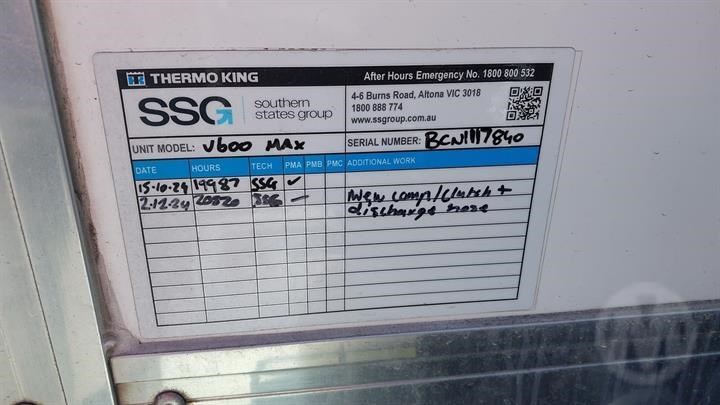 THERMO KING After Hours Emergency No. 1800 800 532
SSG southern states group
4-6 Burns Road, Altona VIC 3018
1800 888 774
www.ssgroup.com.au
UNIT MODEL: V600 MAX SERIAL NUMBER: BCN1117840
DATE HOURS TECH PMA PMB PMC ADDITIONAL WORK
15.10.24 19987 SSG ✓
2.12.24 20820 SSG — New Comp/Clutch +
discharge hose